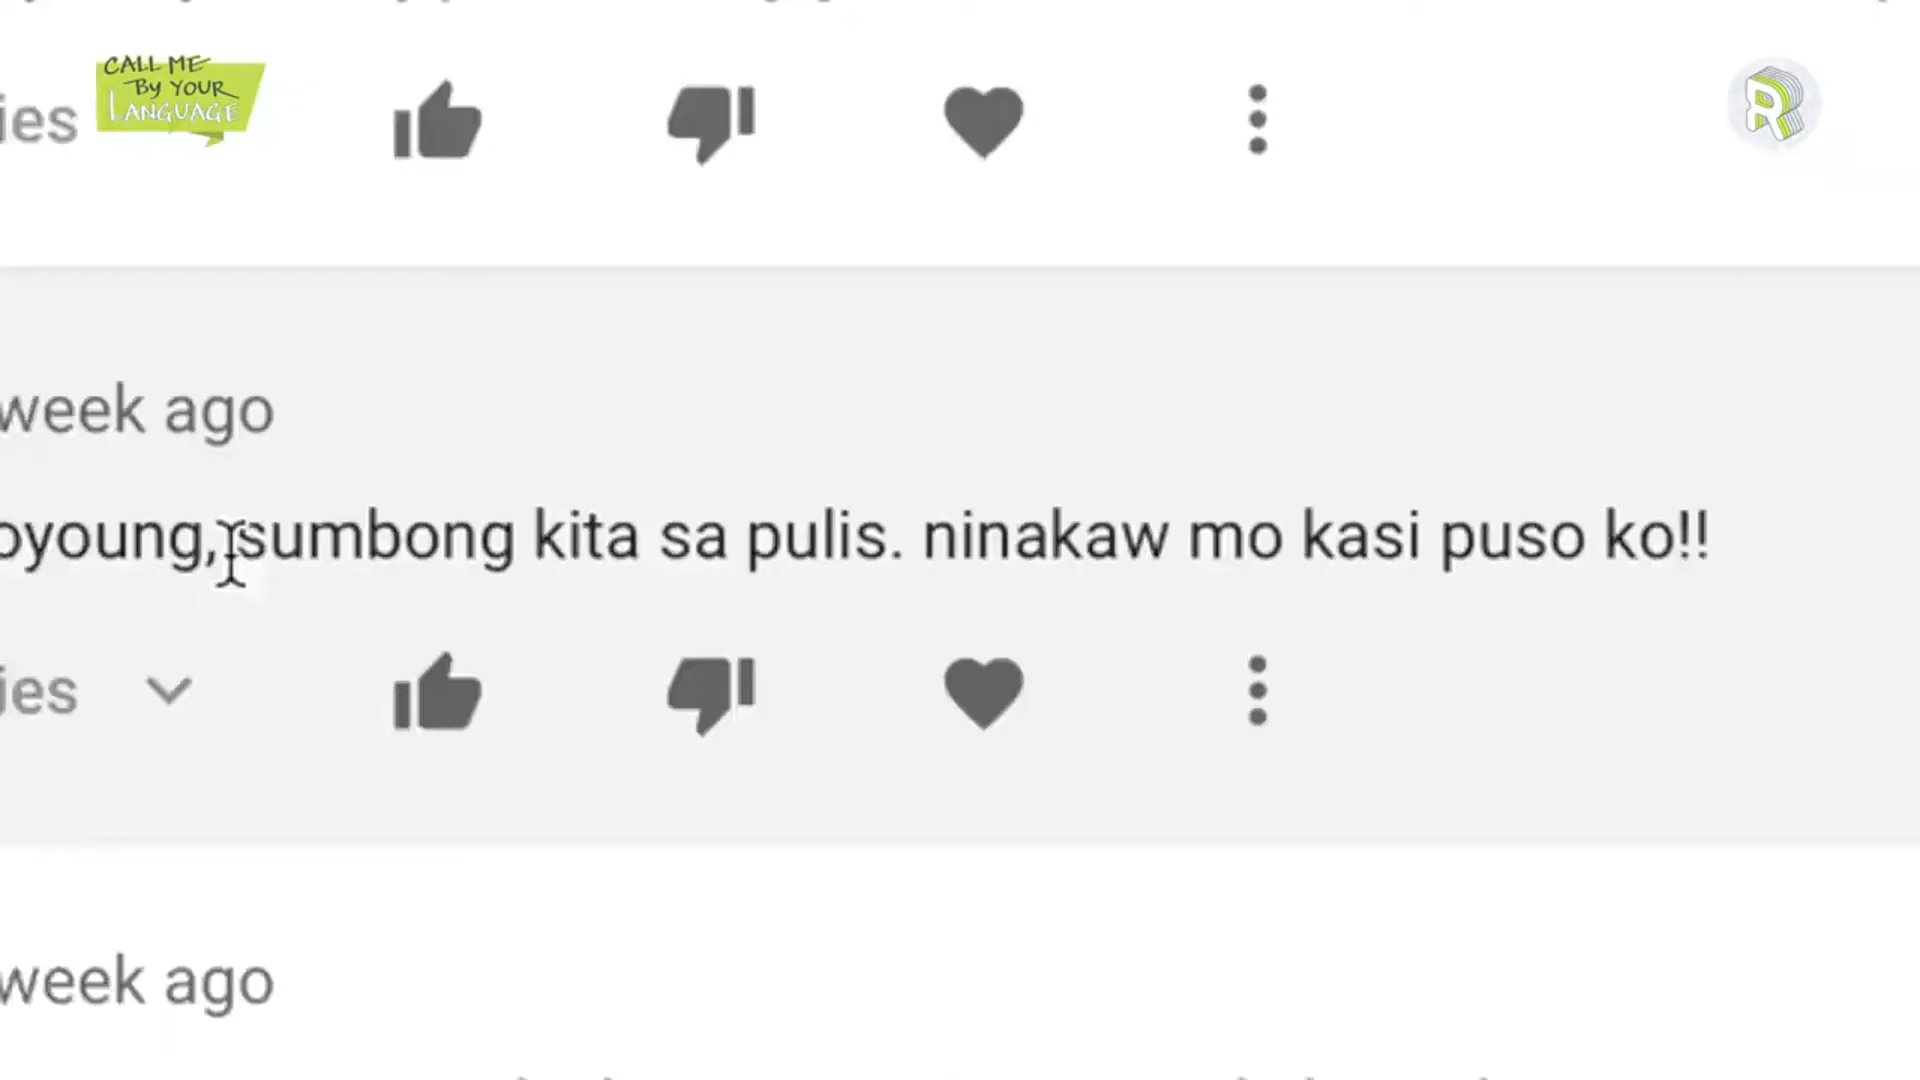 CALL ME
BY YOUR
LANGUAGE
R
ies
week ago
oyoung, sumbong kita sa pulis. ninakaw mo kasi puso ko!!
ies
week ago